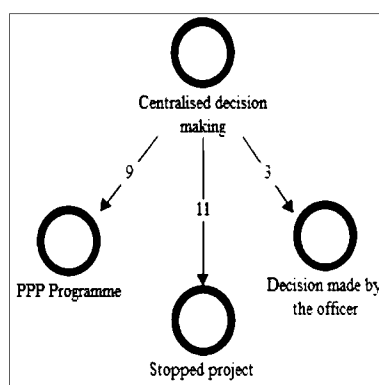 Centralised decision
making
9
3
11
PPP Programme
Decision made by
the officer
Stopped project